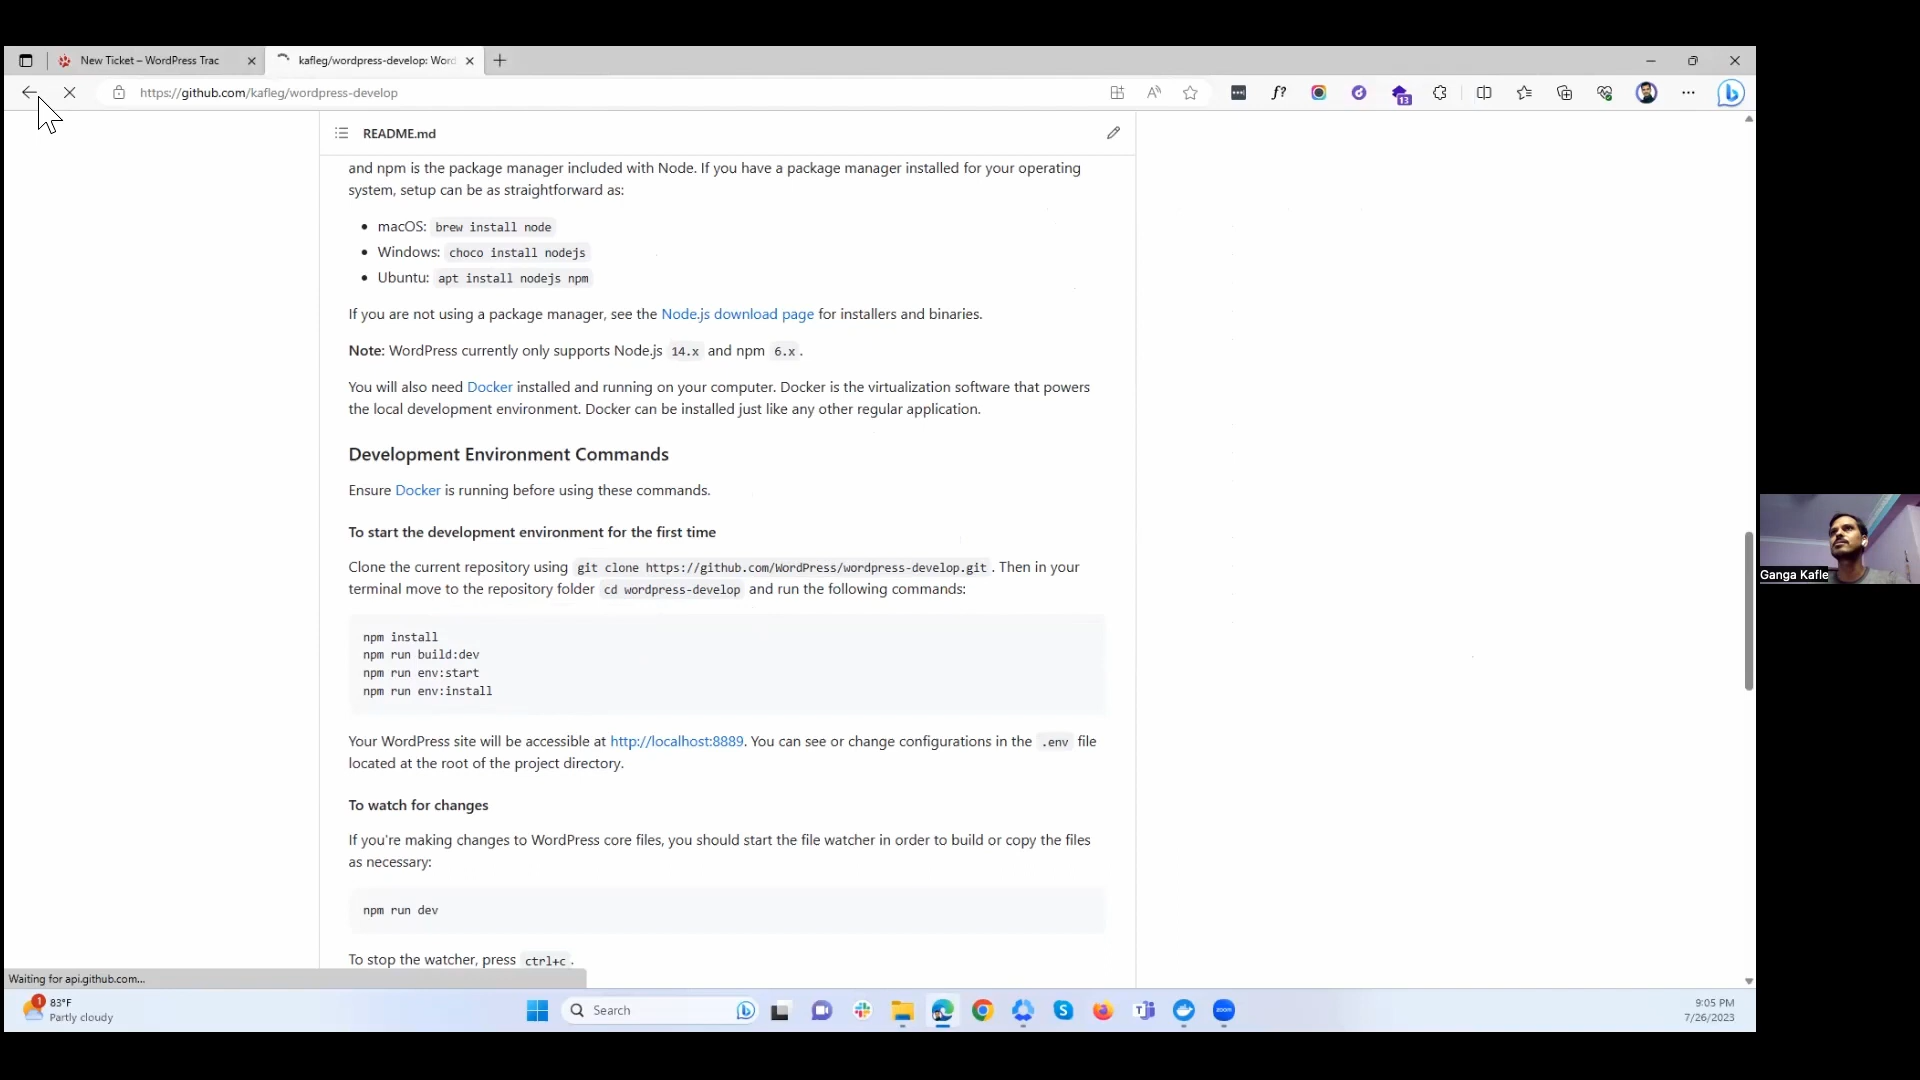 New Ticket – WordPress Trac
kafleg/wordpress-develop: Word
https://github.com/kafleg/wordpress-develop
13
README.md
and npm is the package manager included with Node. If you have a package manager installed for your operating
system, setup can be as straightforward as:
macOS: brew install node
Windows: choco install nodejs
Ubuntu: apt install nodejs npm
If you are not using a package manager, see the Node.js download page for installers and binaries.
Note: WordPress currently only supports Node.js 14.x and npm 6.x.
You will also need Docker installed and running on your computer. Docker is the virtualization software that powers
the local development environment. Docker can be installed just like any other regular application.
Development Environment Commands
Ensure Docker is running before using these commands.
To start the development environment for the first time
Clone the current repository using git clone https://github.com/WordPress/wordpress-develop.git. Then in your
terminal move to the repository folder cd wordpress-develop and run the following commands:
npm install
npm run build:dev
npm run env:start
npm run env:install
Your WordPress site will be accessible at http://localhost:8889. You can see or change configurations in the .env file
located at the root of the project directory.
To watch for changes
If you're making changes to WordPress core files, you should start the file watcher in order to build or copy the files
as necessary:
npm run dev
To stop the watcher, press ctrl+c.
Waiting for api.github.com...
Ganga Kafle
1
83°F
Partly cloudy
Search
zoom
9:05 PM
7/26/2023